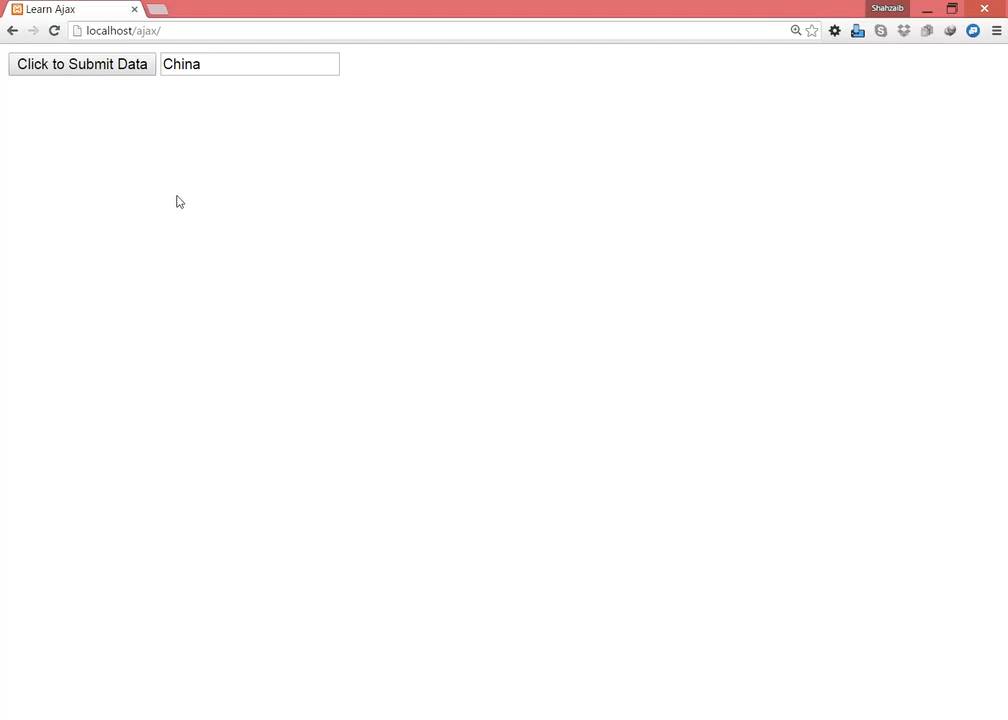 Learn Ajax
Shahzaib
localhost/ajax/
Click to Submit Data
China